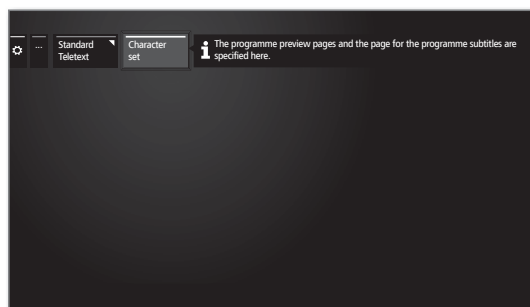 ...
Standard
Teletext
Character
set
The programme preview pages and the page for the programme subtitles are
specified here.